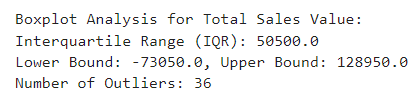 Boxplot Analysis for Total Sales Value:
Interquartile Range (IQR): 50500.0
Lower Bound: -73050.0, Upper Bound: 128950.0
Number of Outliers: 36